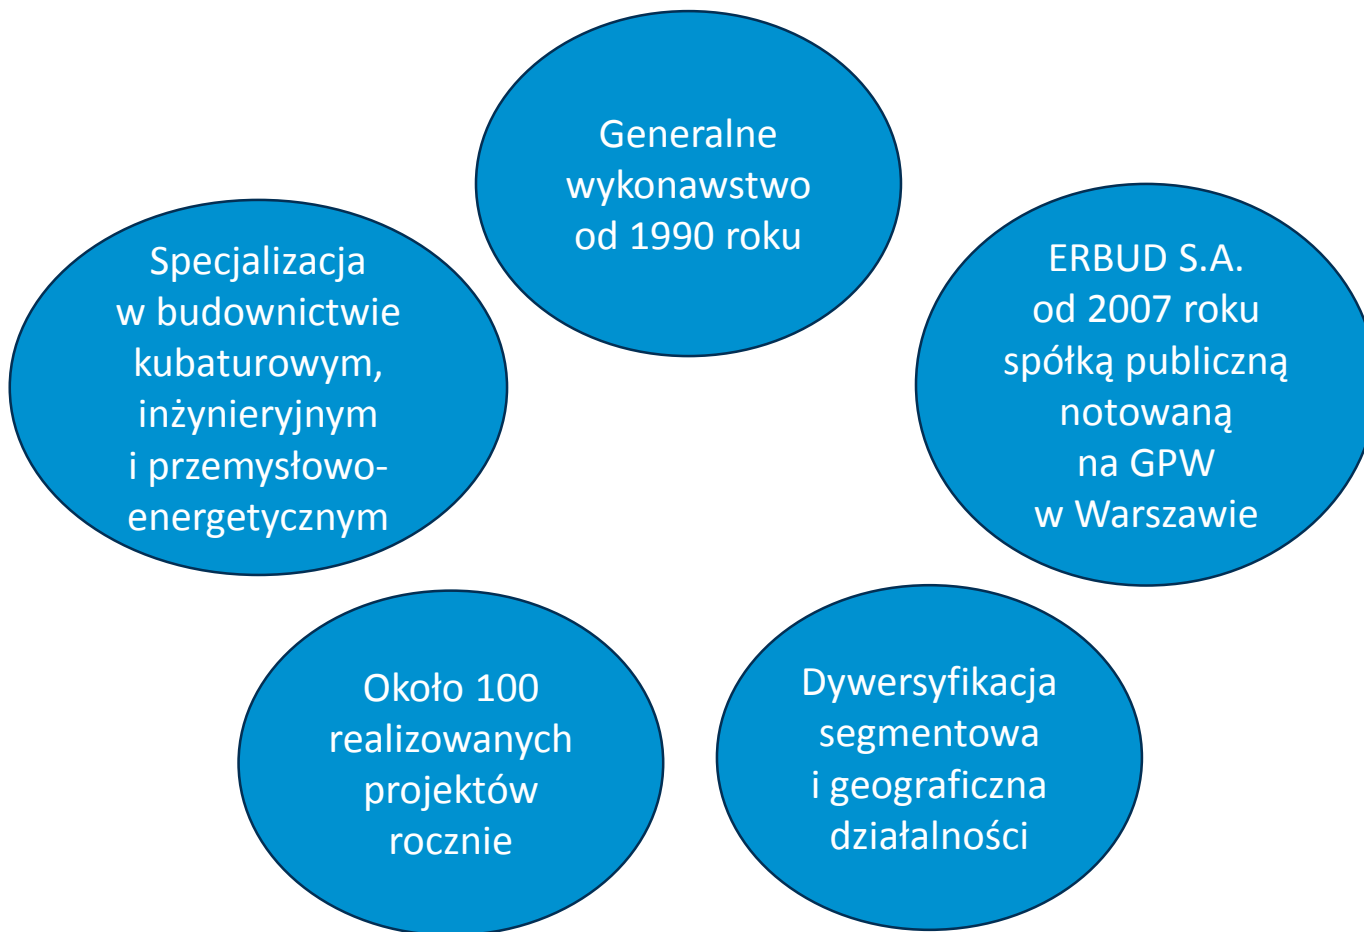 Generalne
wykonawstwo
od 1990 roku
Specjalizacja
w budownictwie
kubaturowym,
inżynieryjnym
i przemysłowo-
energetycznym
ERBUD S.A.
od 2007 roku
spółką publiczną
notowaną
na GPW
w Warszawie
Około 100
realizowanych
projektów
rocznie
Dywersyfikacja
segmentowa
i geograficzna
działalności